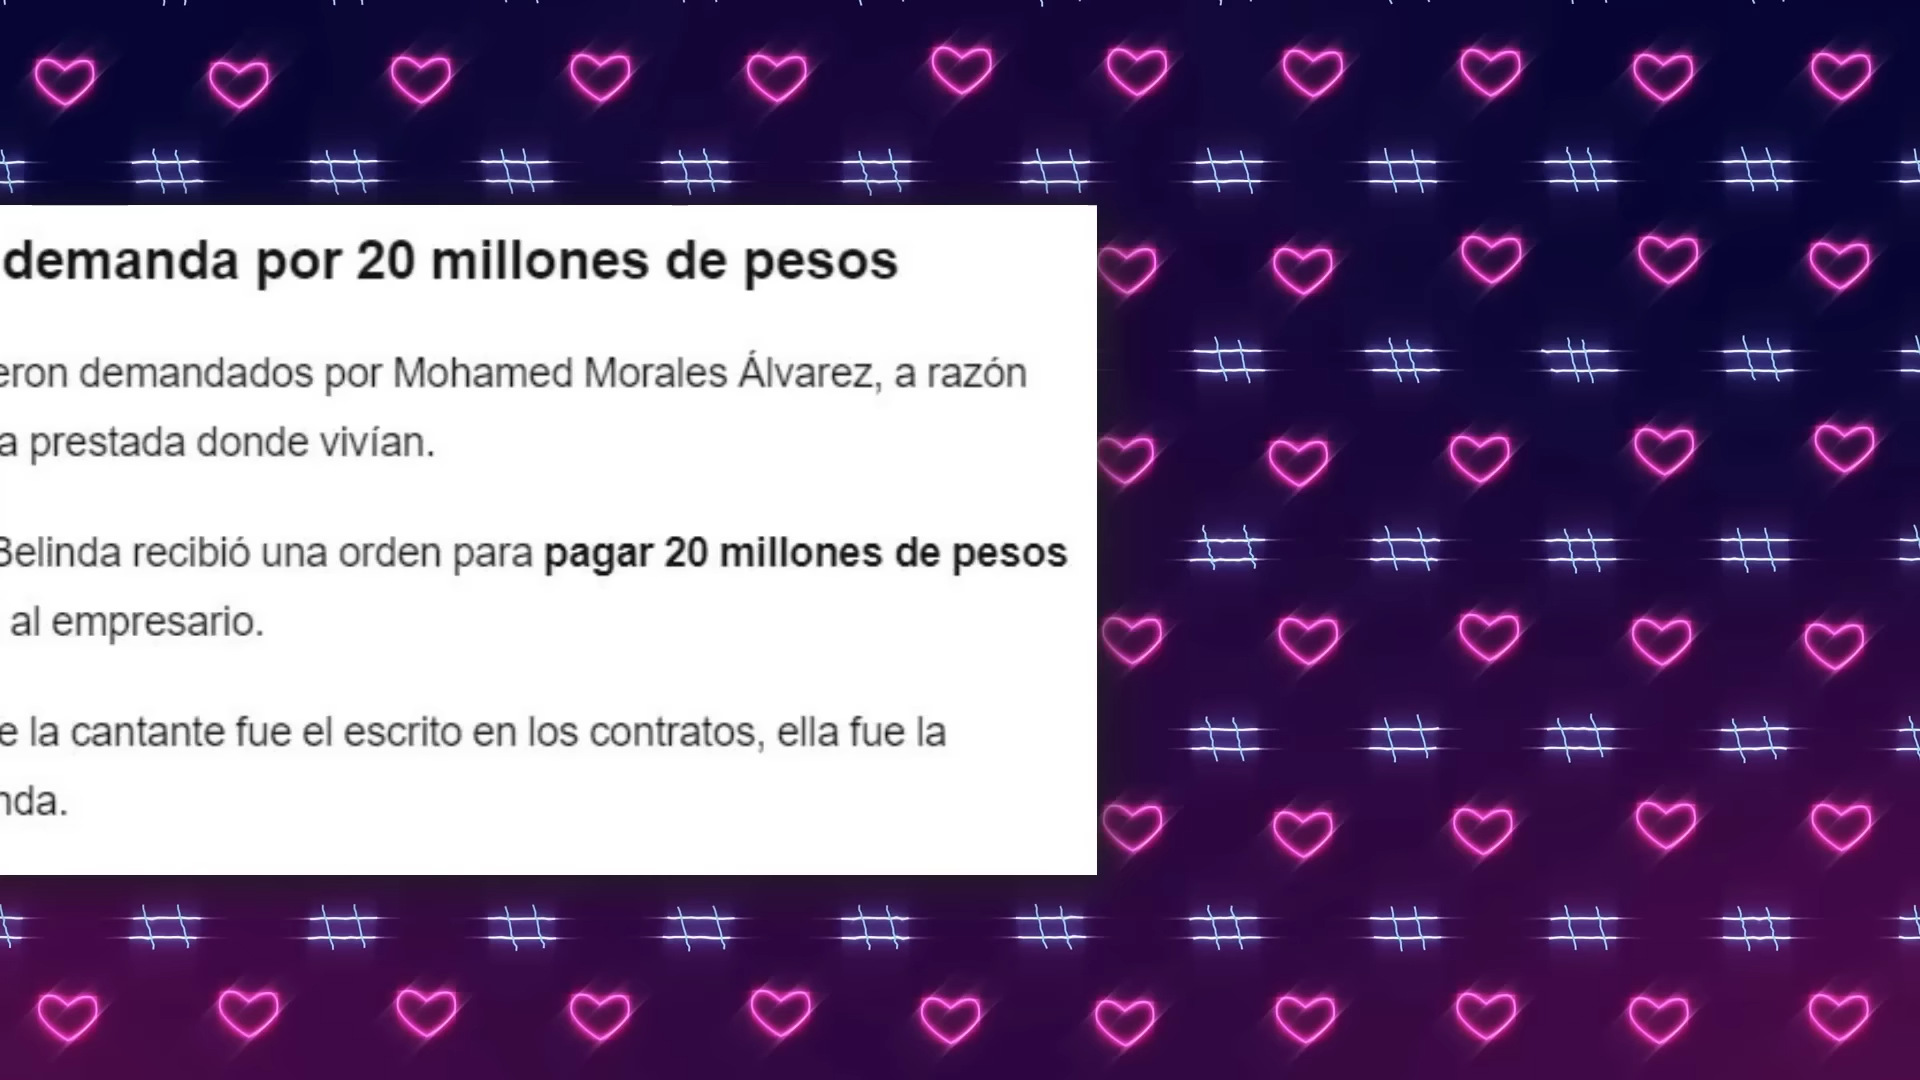 demanda por 20 millones de pesos
eron demandados por Mohamed Morales Álvarez, a razón
a prestada donde vivían.
Belinda recibió una orden para pagar 20 millones de pesos
al empresario.
e la cantante fue el escrito en los contratos, ella fue la
nda.